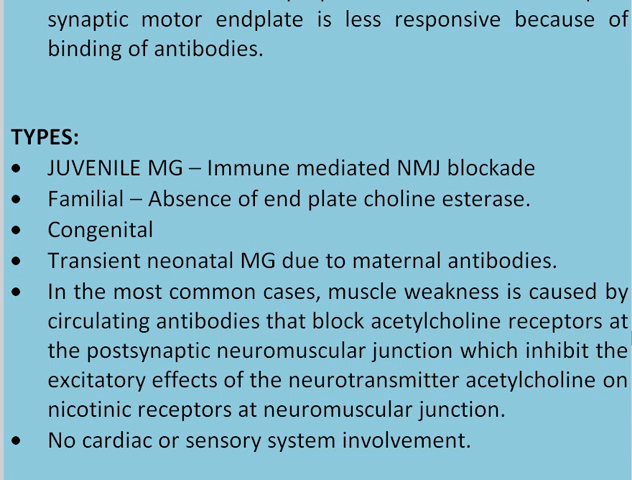 synaptic motor endplate is less responsive because of
binding of antibodies.
TYPES:
• JUVENILE MG – Immune mediated NMJ blockade
• Familial – Absence of end plate choline esterase.
• Congenital
• Transient neonatal MG due to maternal antibodies.
• In the most common cases, muscle weakness is caused by
circulating antibodies that block acetylcholine receptors at
the postsynaptic neuromuscular junction which inhibit the
excitatory effects of the neurotransmitter acetylcholine on
nicotinic receptors at neuromuscular junction.
• No cardiac or sensory system involvement.